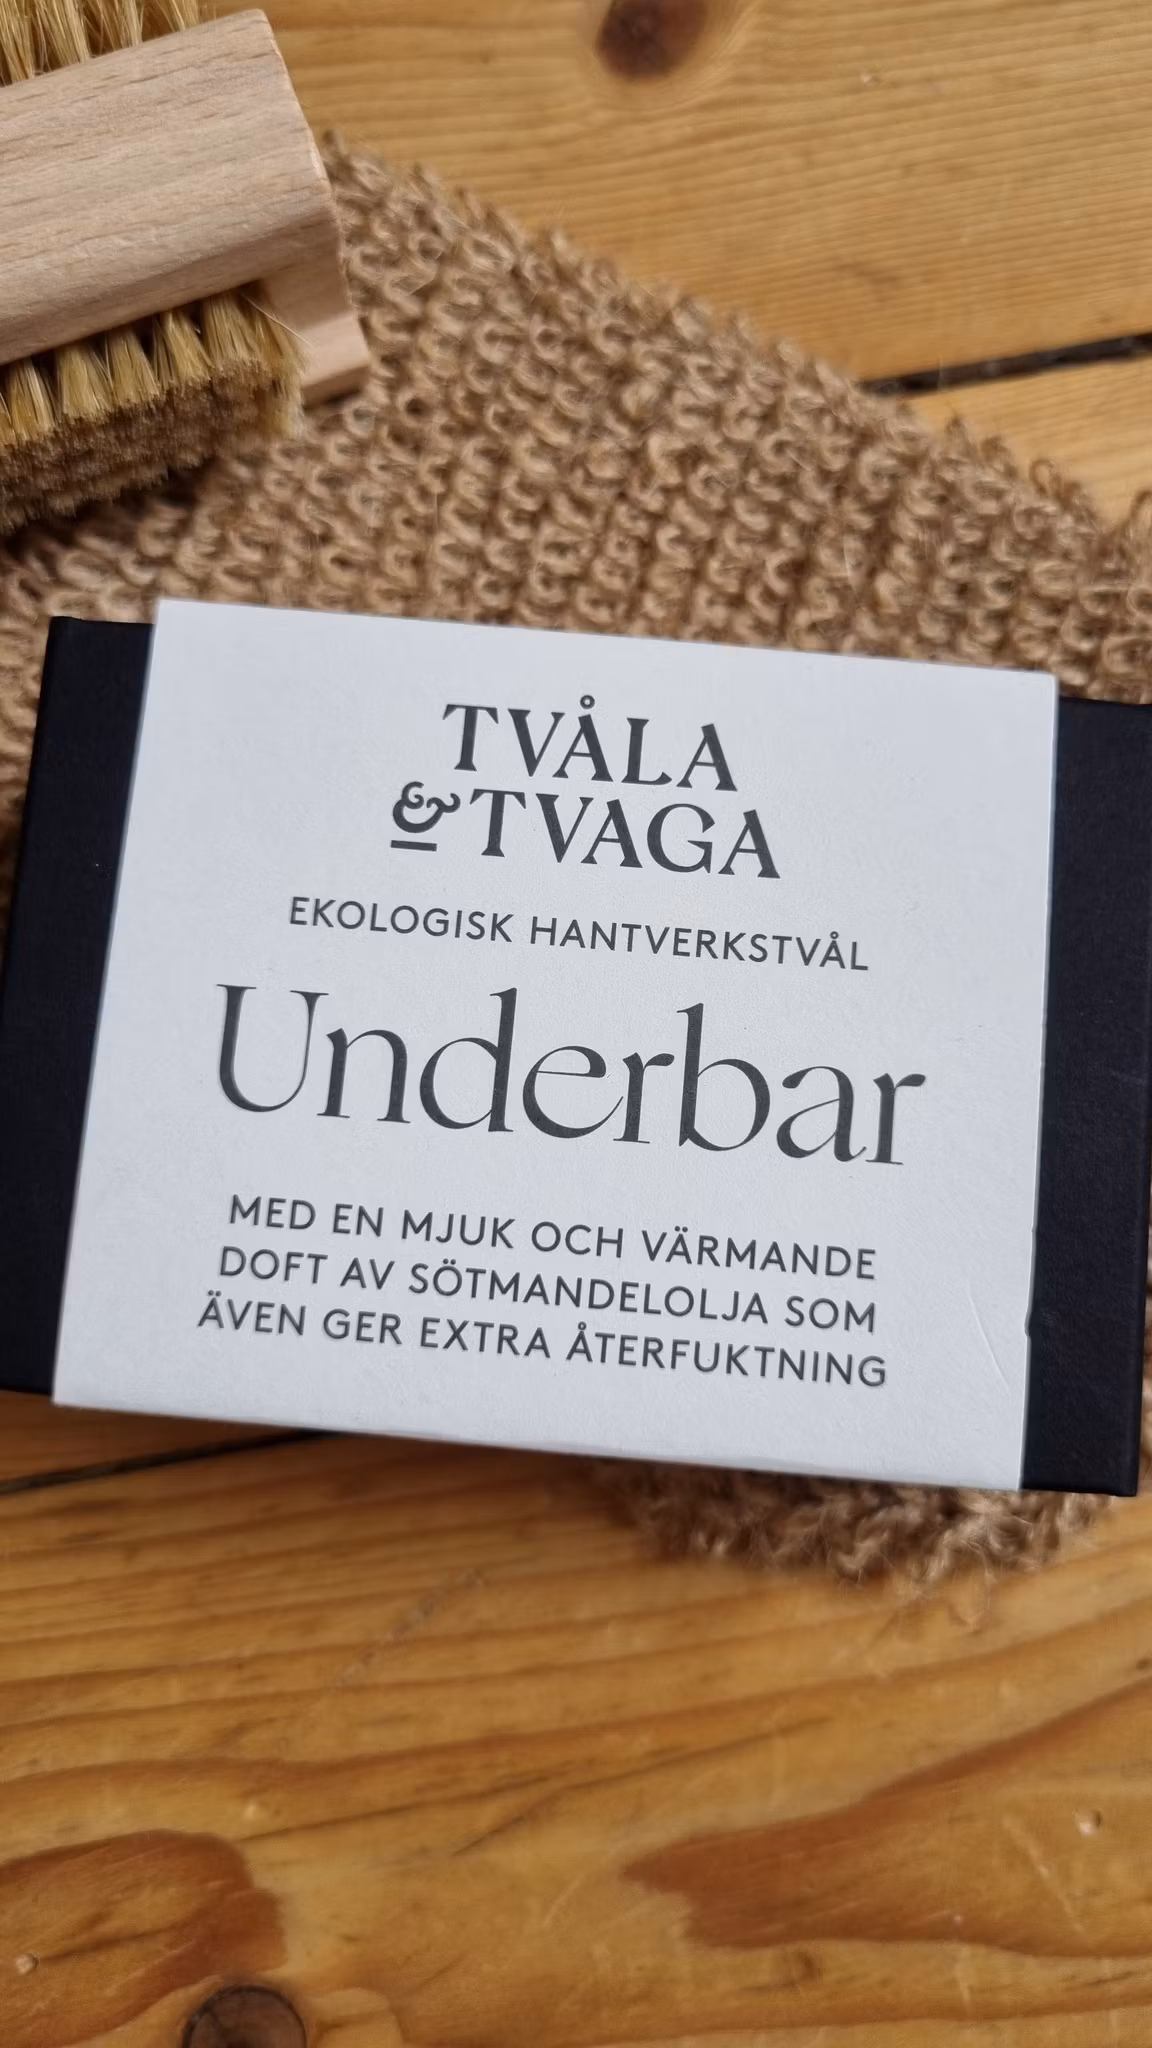 TVÅLA
& TVAGA
EKOLOGISK HANTVERKSTVÅL
Underbar
MED EN MJUK OCH VÄRMANDE
DOFT AV SÖTMANDELOLJA SOM
ÄVEN GER EXTRA ÅTERFUKTNING